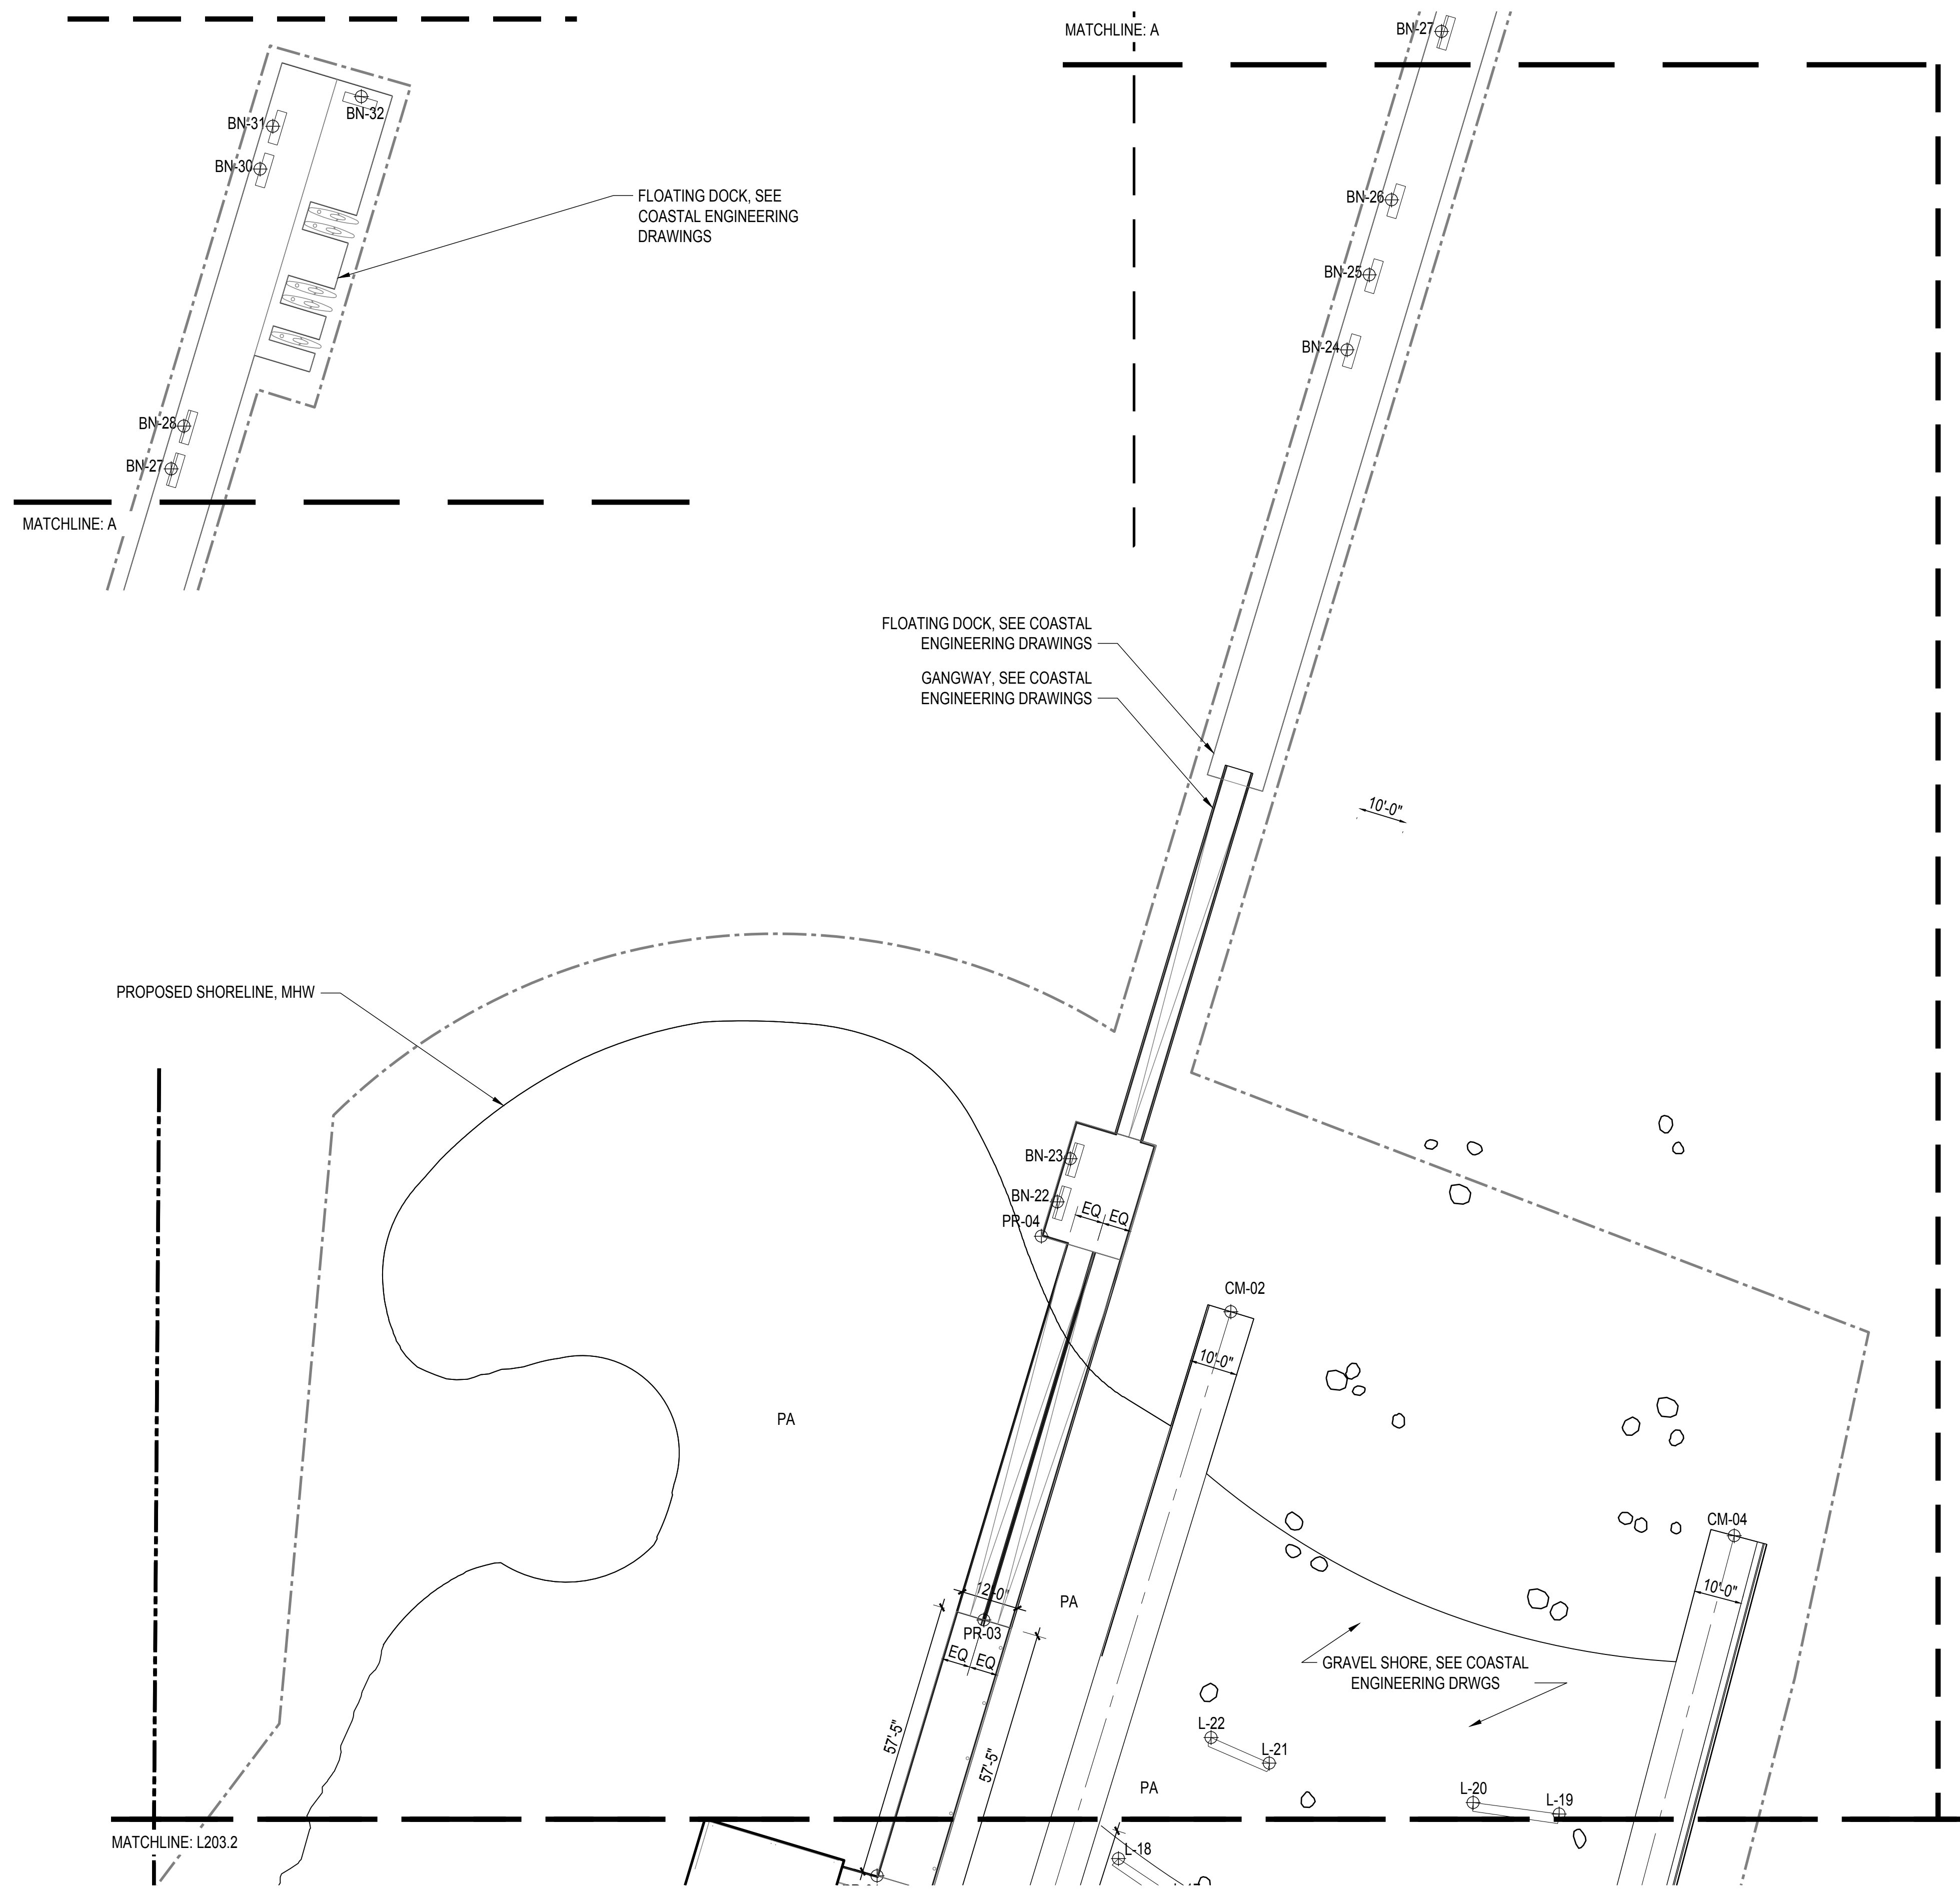 MATCHLINE: A
BN-27
BN-32
BN-31
BN-30
FLOATING DOCK, SEE
COASTAL ENGINEERING
DRAWINGS
BN-26
BN-25
BN-24
BN-28
BN-27
MATCHLINE: A
FLOATING DOCK, SEE COASTAL
ENGINEERING DRAWINGS
GANGWAY, SEE COASTAL
ENGINEERING DRAWINGS
10'-0"
PROPOSED SHORELINE, MHW
BN-23
BN-22
EQ
EQ
PR-04
CM-02
10'-0"
PA
CM-04
10'-0"
12'-0"
PA
PR-03
EQ
EQ
GRAVEL SHORE, SEE COASTAL
ENGINEERING DRWGS
57'-5"
57'-5"
L-22
L-21
PA
L-20
L-19
MATCHLINE: L203.2
L-18